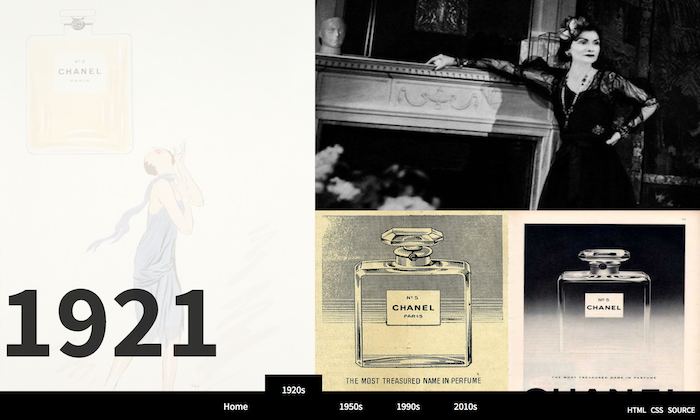 N°5
CHANEL
PARIS
1921
N°5
CHANEL
PARIS
THE MOST TREASURED NAME IN PERFUME
N°5
CHANEL
THE MOST TREASURED NAME IN PERFUME
CHANEL
Home
1920s
1950s
1990s
2010s
HTML CSS SOURCE